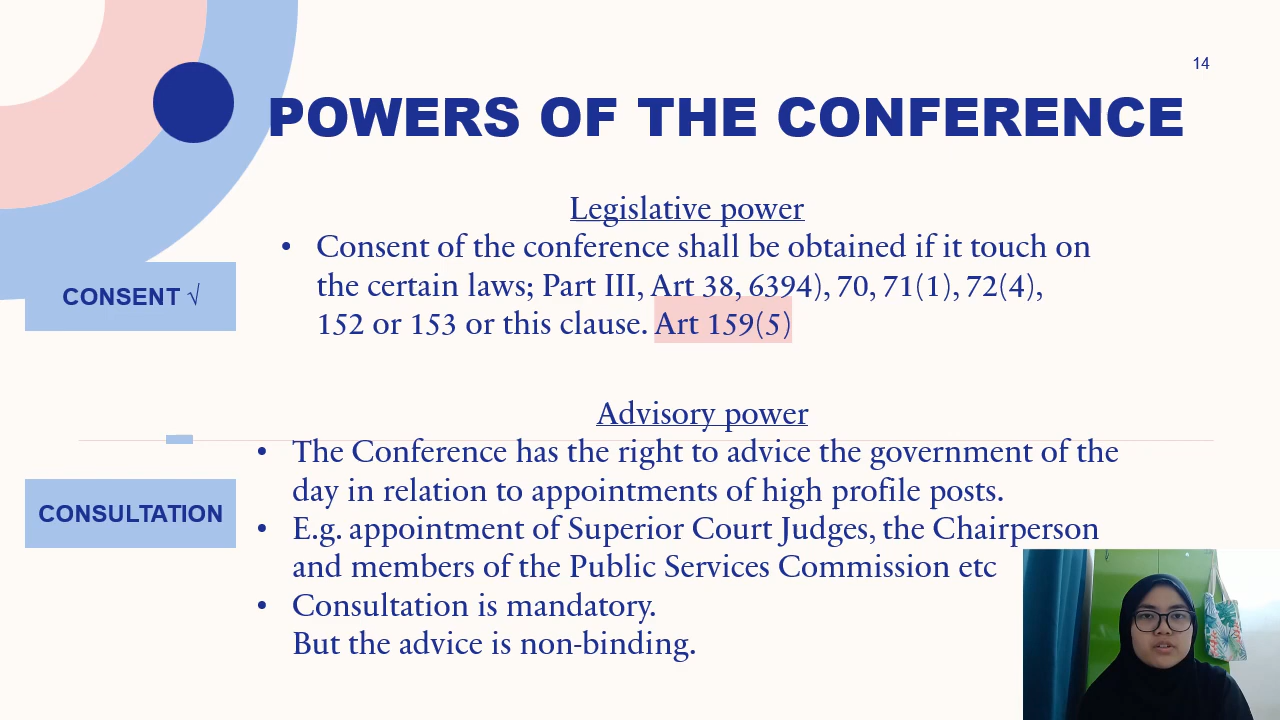 14
POWERS OF THE CONFERENCE
Legislative power
• Consent of the conference shall be obtained if it touch on
the certain laws; Part III, Art 38, 6394), 70, 71(1), 72(4),
152 or 153 or this clause. Art 159(5)
CONSENT √
Advisory power
• The Conference has the right to advice the government of the
day in relation to appointments of high profile posts.
• E.g. appointment of Superior Court Judges, the Chairperson
and members of the Public Services Commission etc
• Consultation is mandatory.
But the advice is non-binding.
CONSULTATION